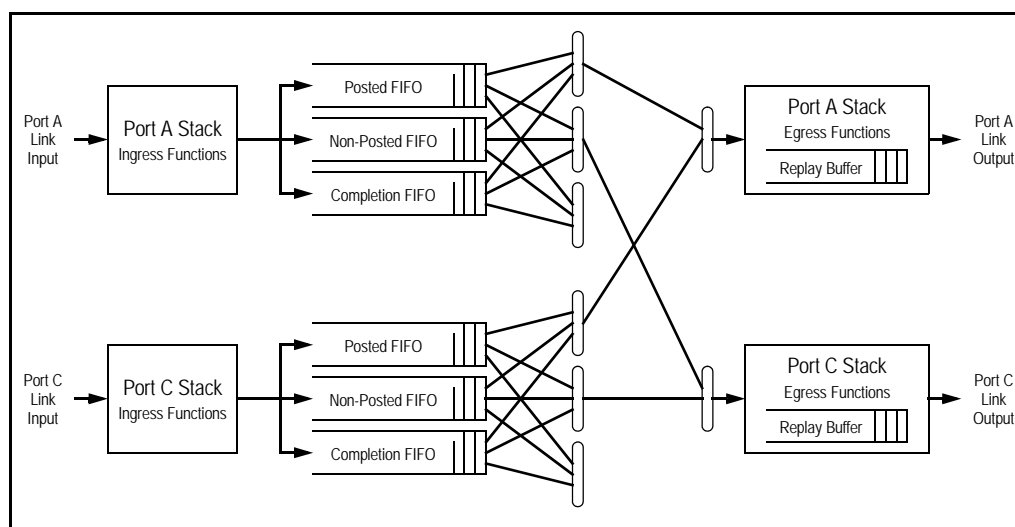 Port A
Link
Input
Port A Stack
Ingress Functions
Posted FIFO
Non-Posted FIFO
Completion FIFO
Port A Stack
Egress Functions
Replay Buffer
Port A
Link
Output
Port C
Link
Input
Port C Stack
Ingress Functions
Posted FIFO
Non-Posted FIFO
Completion FIFO
Port C Stack
Egress Functions
Replay Buffer
Port C
Link
Output